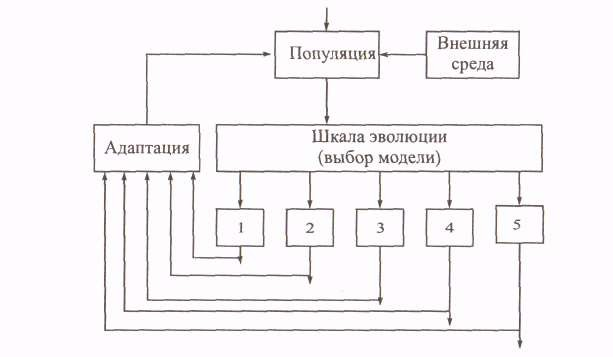 Популяция
Внешняя
среда
Адаптация
Шкала эволюции
(выбор модели)
1
2
3
4
5